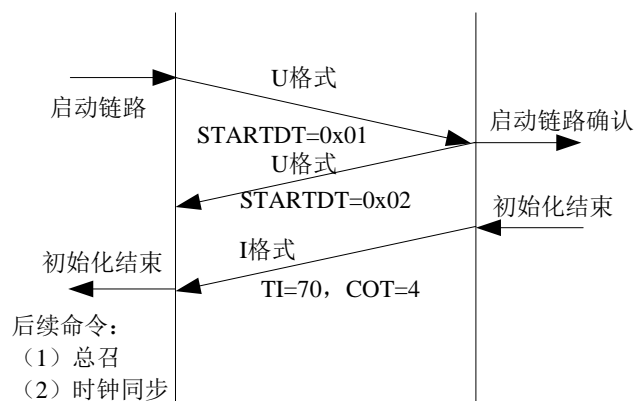 U格式
启动链路
STARTDT=0x01
启动链路确认
U格式
STARTDT=0x02
初始化结束
I格式
初始化结束
TI=70，COT=4
后续命令：
（1）总召
（2）时钟同步